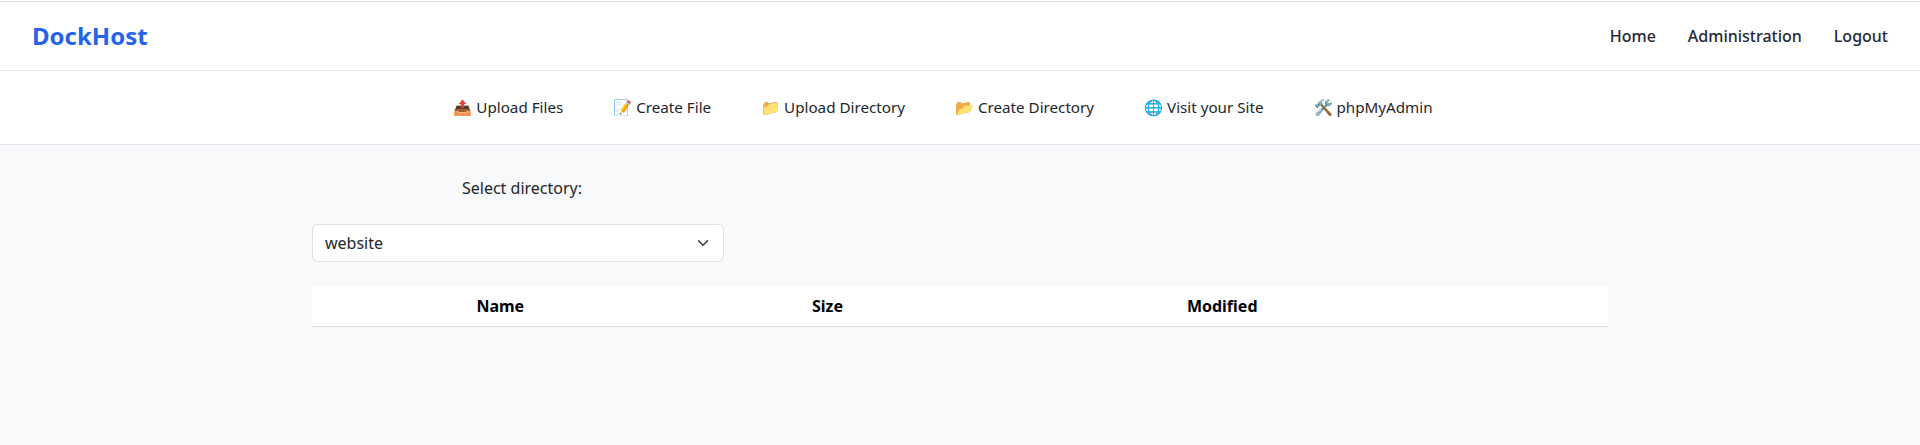 DockHost
Home Administration Logout
Upload Files Create File Upload Directory Create Directory Visit your Site phpMyAdmin
Select directory:
website
Name Size Modified